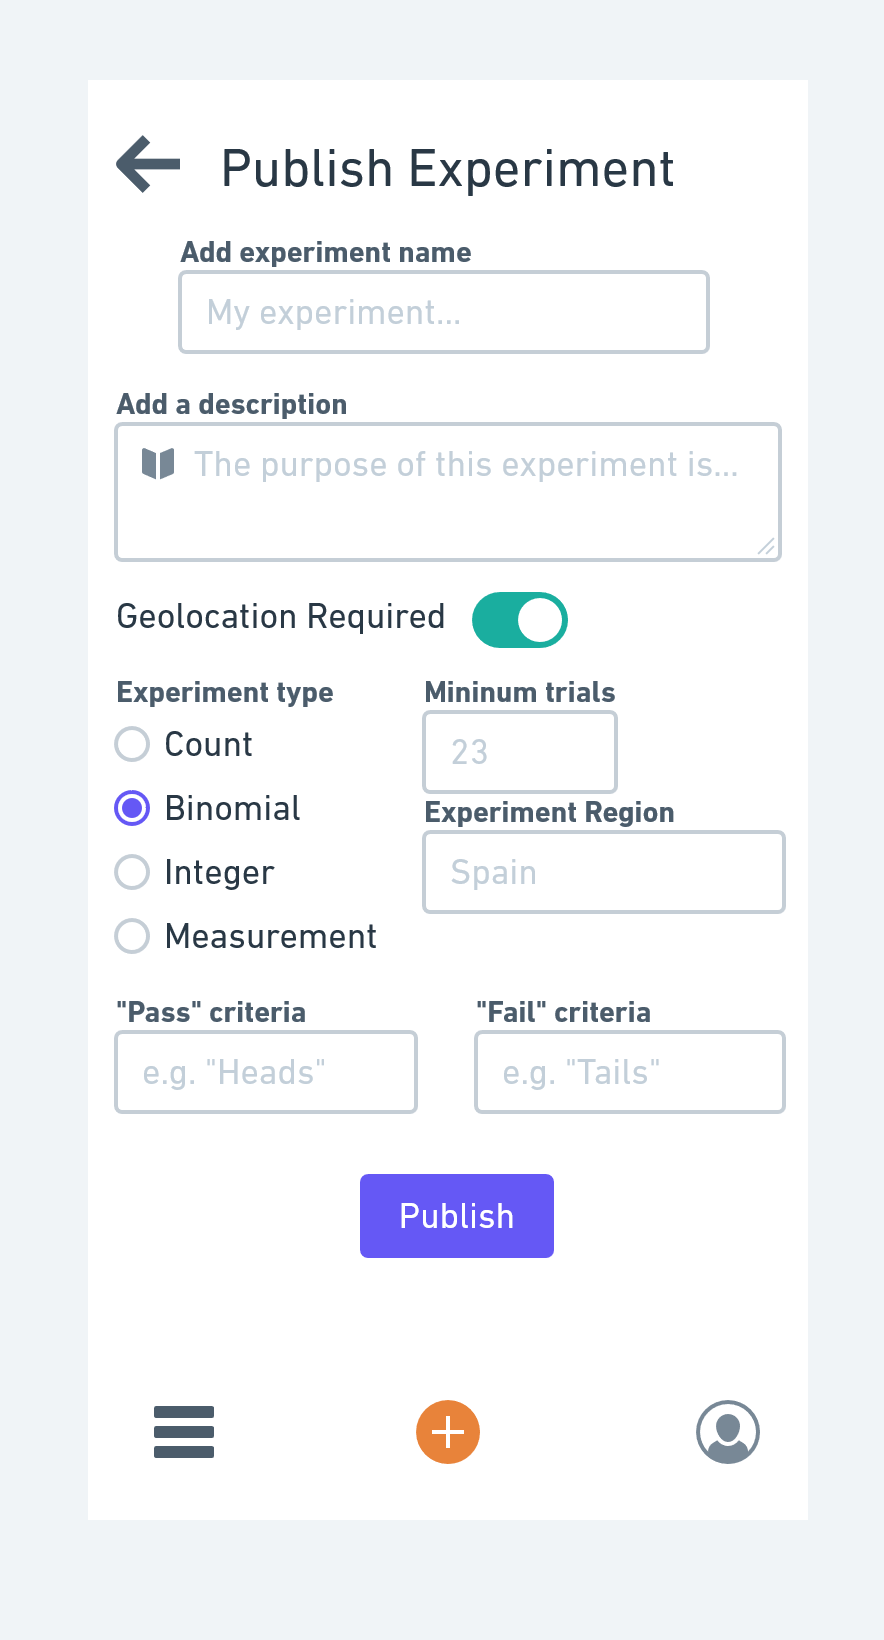 Publish Experiment
Add experiment name
My experiment...
Add a description
The purpose of this experiment is...
Geolocation Required
Experiment type
Count
Binomial
Integer
Measurement
Mininum trials
23
Experiment Region
Spain
"Pass" criteria
e.g. "Heads"
"Fail" criteria
e.g. "Tails"
Publish